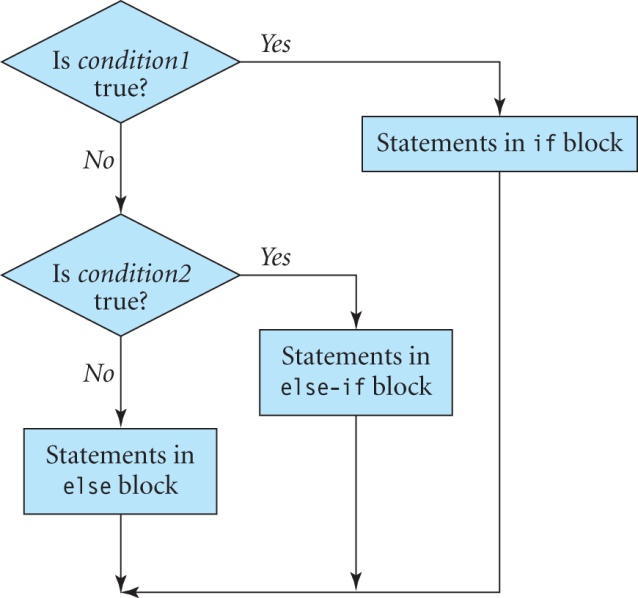 Is condition1
true?
Yes
Statements in if block
No
Is condition2
true?
Yes
Statements in
else-if block
No
Statements in
else block